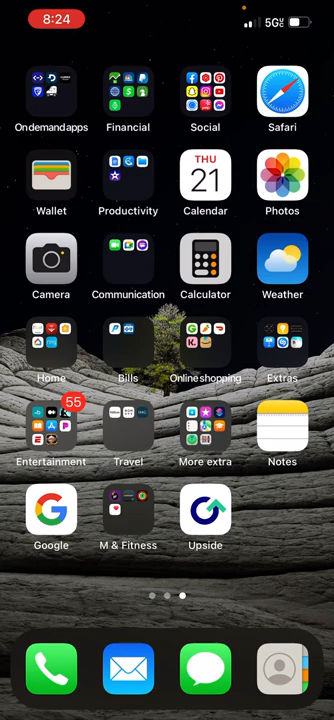 8:24
5G
Ondemandapps Financial Social Safari
THU
21
Wallet Productivity Calendar Photos
Camera Communication Calculator Weather
Home Bills Onlineshopping Extras
55
Entertainment Travel More extra Notes
Google M & Fitness Upside